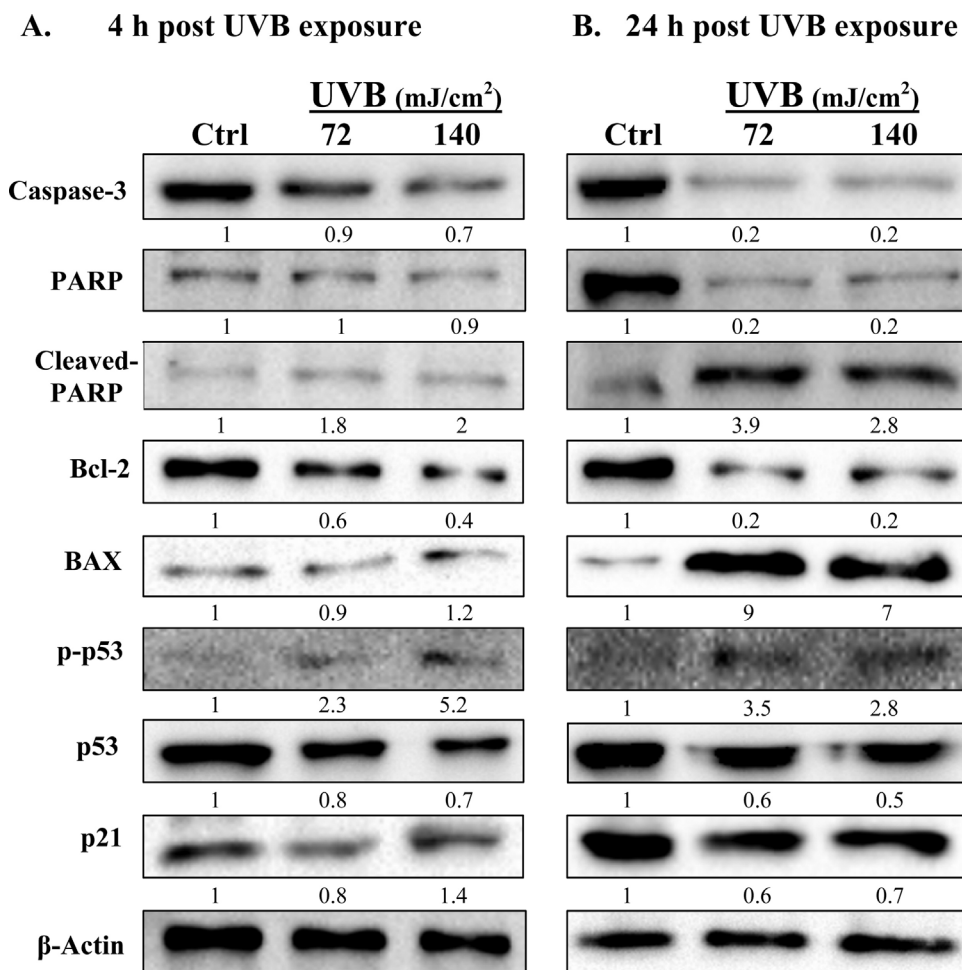 A. 4 h post UVB exposure B. 24 h post UVB exposure
UVB (mJ/cm²) UVB (mJ/cm²)
Ctrl 72 140 Ctrl 72 140
Caspase-3
1 0.9 0.7 1 0.2 0.2
PARP
1 1 0.9 1 0.2 0.2
Cleaved-
PARP
1 1.8 2 1 3.9 2.8
Bcl-2
1 0.6 0.4 1 0.2 0.2
BAX
1 0.9 1.2 1 9 7
p-p53
1 2.3 5.2 1 3.5 2.8
p53
1 0.8 0.7 1 0.6 0.5
p21
1 0.8 1.4 1 0.6 0.7
β-Actin